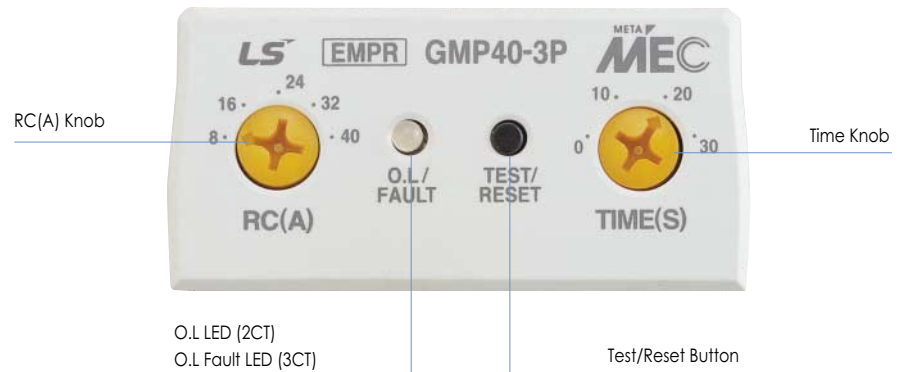 LS EMPR GMP40-3P META MEC
24
16 32
8 40
10 20
0 30
RC(A) Knob
Time Knob
O.L/
FAULT
TEST/
RESET
RC(A)
TIME(S)
O.L LED (2CT)
O.L Fault LED (3CT)
Test/Reset Button